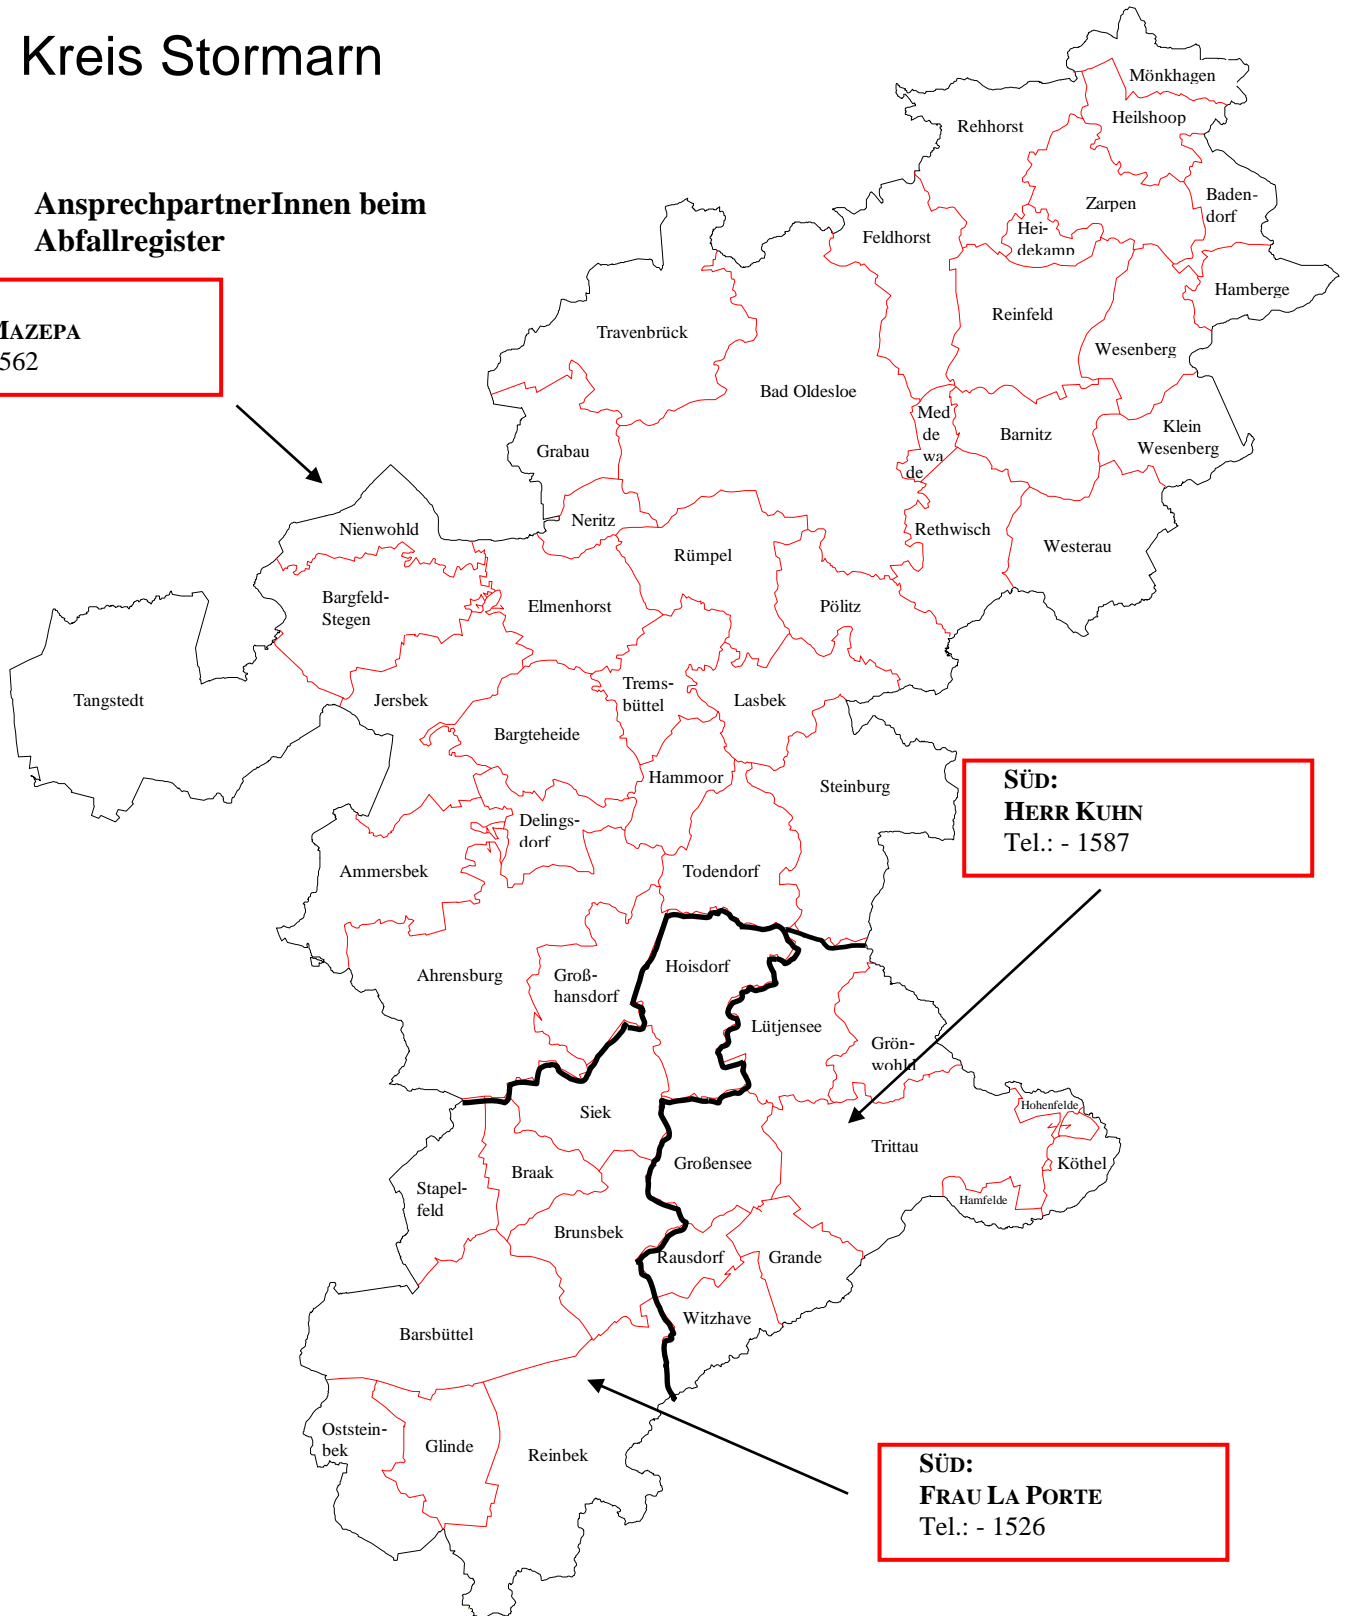 Kreis Stormarn
AnsprechpartnerInnen beim
Abfallregister
MAZEPA
562
Mönkhagen
Heilshoop
Rehhorst
Zarpen
Baden-
dorf
Hei-
dekamp
Feldhorst
Hamberge
Reinfeld
Travenbrück
Wesenberg
Bad Oldesloe
Med
de
wa
de
Barnitz
Klein
Wesenberg
Grabau
Neritz
Nienwohld
Rethwisch
Westerau
Rümpel
Bargfeld-
Stegen
Elmenhorst
Pölitz
Tangstedt
Jersbek
Trems-
büttel
Lasbek
Bargteheide
Hammoor
Steinburg
SÜD:
HERR KUHN
Tel.: - 1587
Delings-
dorf
Ammersbek
Todendorf
Ahrensburg
Groß-
hansdorf
Hoisdorf
Lütjensee
Grön-
wohld
Siek
Hohenfelde
Trittau
Großensee
Köthel
Braak
Stapel-
feld
Hamfelde
Brunsbek
Rausdorf
Grande
Witzhave
Barsbüttel
Oststein-
bek
Glinde
Reinbek
SÜD:
FRAU LA PORTE
Tel.: - 1526